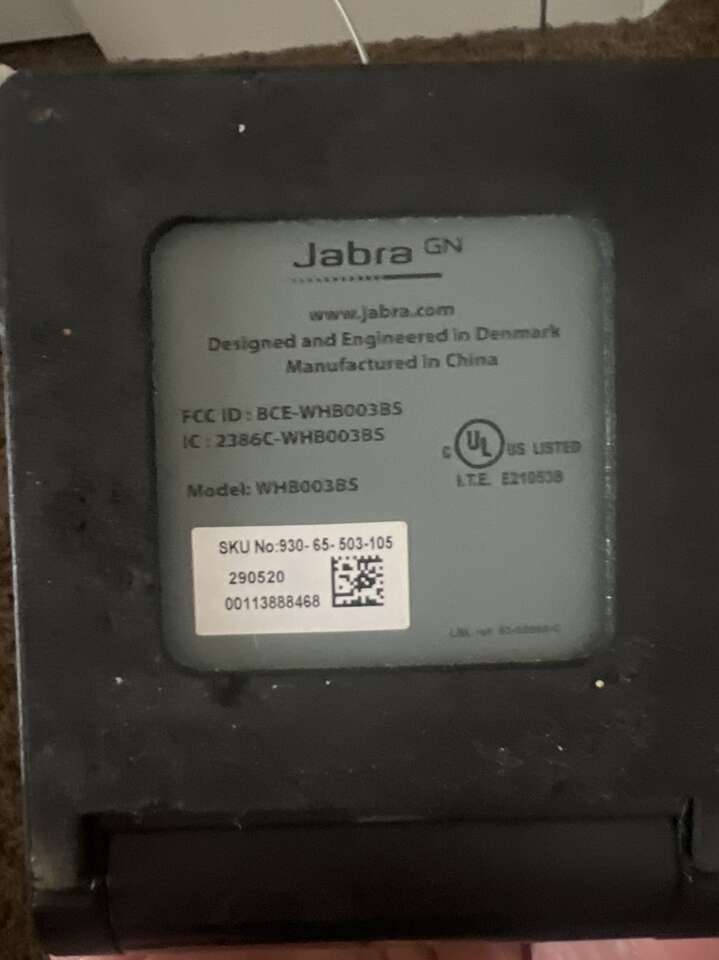 Jabra GN
www.jabra.com
Designed and Engineered in Denmark
Manufactured in China
FCC ID : BCE-WHB003BS
IC : 2386C-WHB003BS
C UL US LISTED
I.T.E. E210538
Model: WHB003BS
SKU No:930- 65- 503-105
290520
00113888468